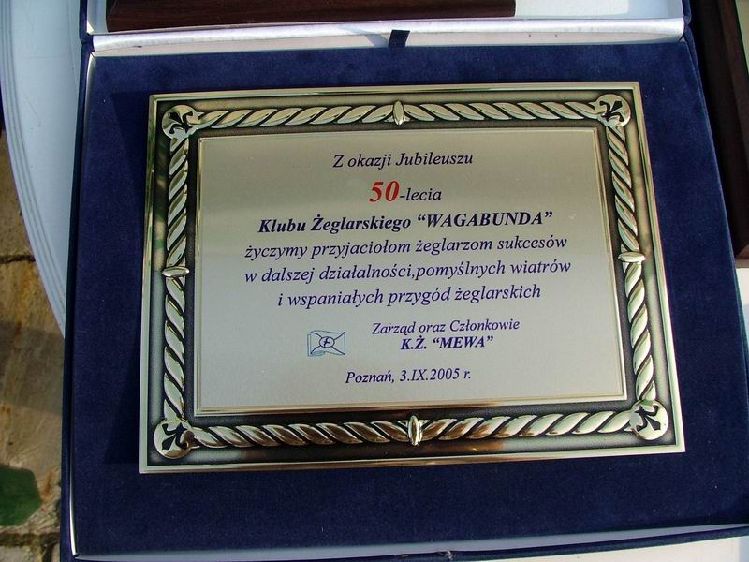 Z okazji Jubileuszu
50-lecia
Klubu Żeglarskiego “WAGABUNDA”
życzymy przyjaciołom żeglarzom sukcesów
w dalszej działalności,pomyślnych wiatrów
i wspaniałych przygód żeglarskich
Zarząd oraz Członkowie
K.Ż. “MEWA”
Poznań, 3.IX.2005 r.